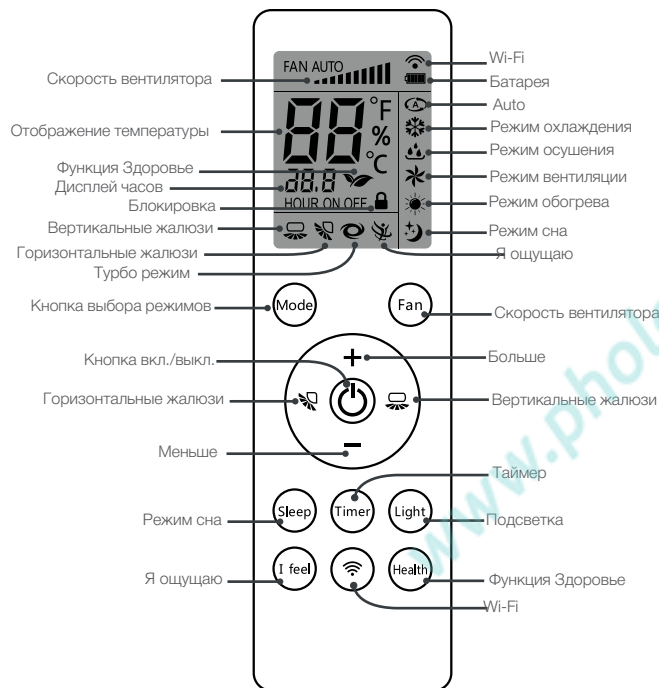 Wi-Fi
FAN AUTO
Скорость вентилятора
Батарея
Auto
88
°F
%
°C
Отображение температуры
Режим охлаждения
Режим осушения
Функция Здоровье
Режим вентиляции
Дисплей часов
88.8
HOUR ON OFF
Блокировка
Режим обогрева
Вертикальные жалюзи
Режим сна
Горизонтальные жалюзи
Я ощущаю
Турбо режим
Кнопка выбора режимов
Mode
Fan
Скорость вентилятора
Кнопка вкл./выкл.
+
Больше
Горизонтальные жалюзи
Вертикальные жалюзи
Меньше
−
Таймер
Sleep
Timer
Light
Режим сна
Подсветка
I feel
Health
Я ощущаю
Функция Здоровье
Wi-Fi